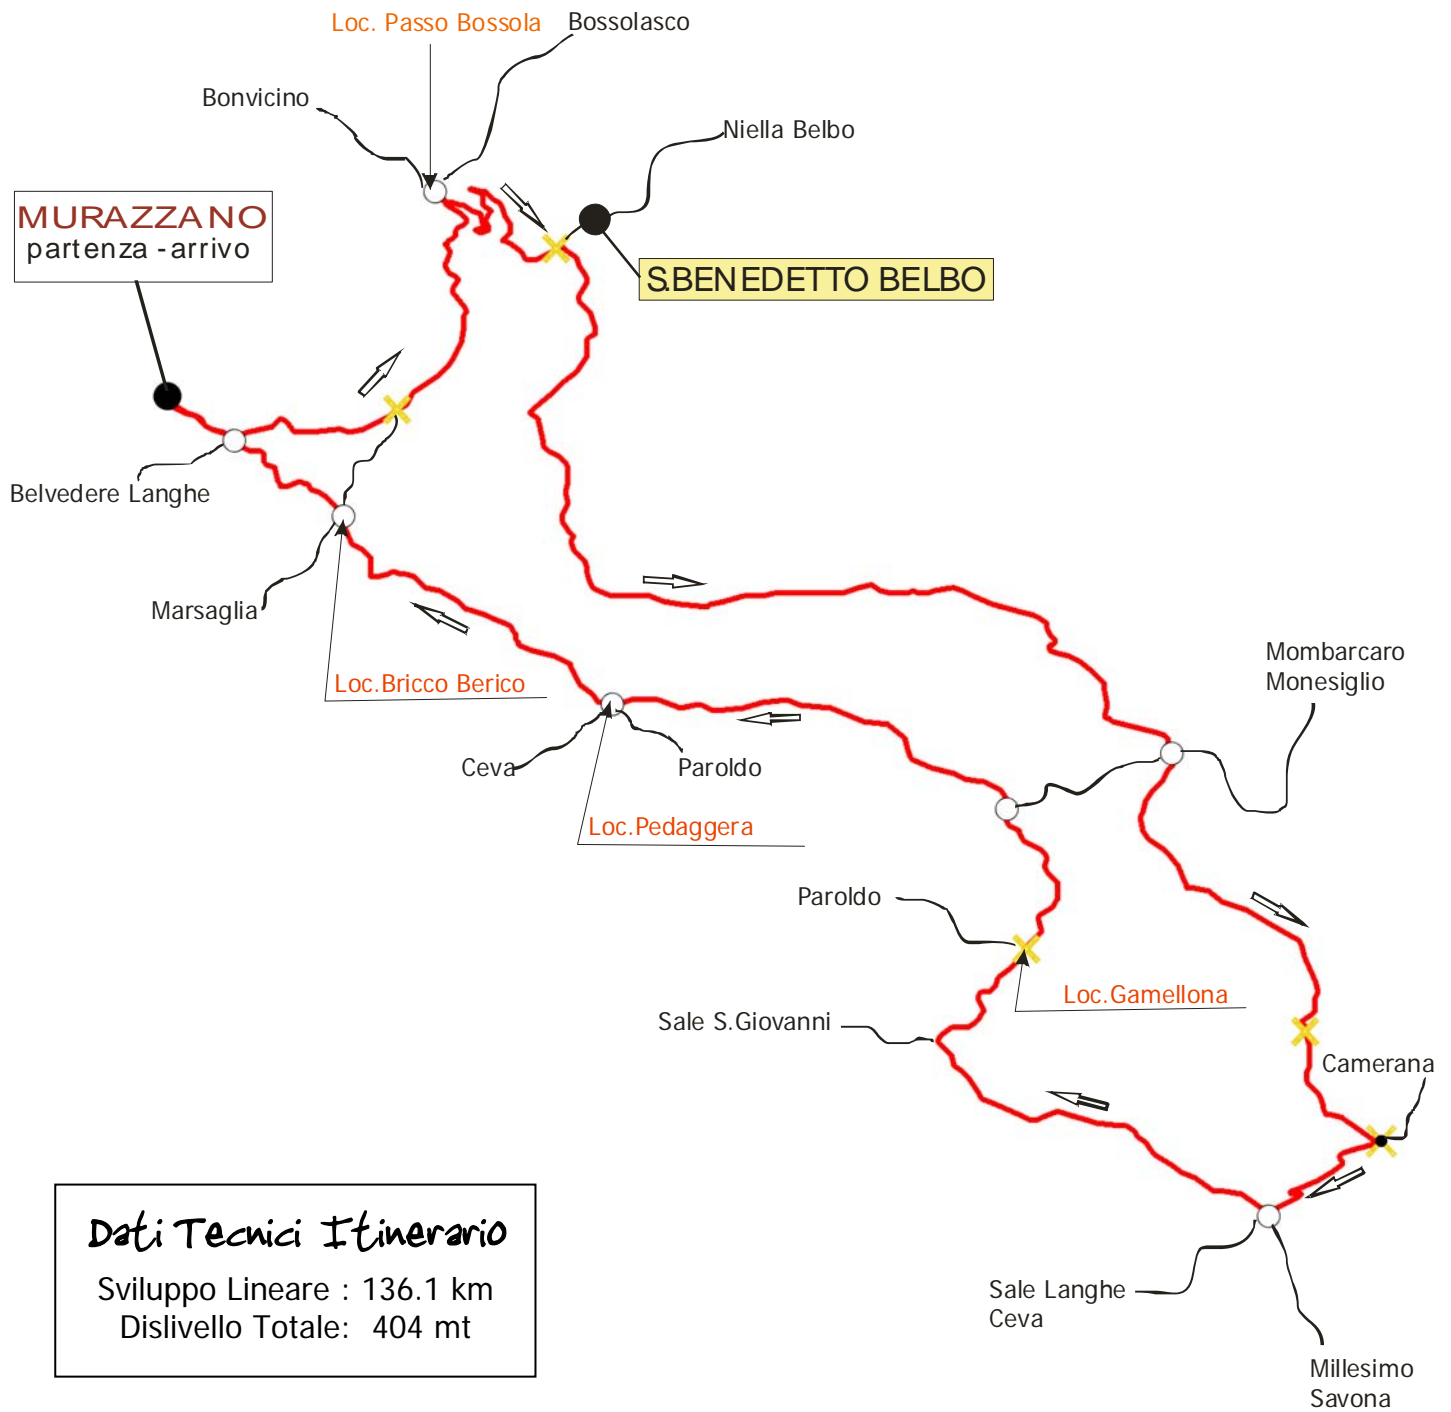 Loc. Passo Bossola
Bossolasco
Bonvicino
Niella Belbo
MURAZZANO
partenza - arrivo
S.BENEDETTO BELBO
Belvedere Langhe
Marsaglia
Loc.Bricco Berico
Mombarcaro
Monesiglio
Ceva
Paroldo
Loc.Pedaggera
Paroldo
Loc.Gamellona
Sale S.Giovanni
Camerana
Dati Tecnici Itinerario
Sviluppo Lineare : 136.1 km
Dislivello Totale: 404 mt
Sale Langhe
Ceva
Millesimo
Savona